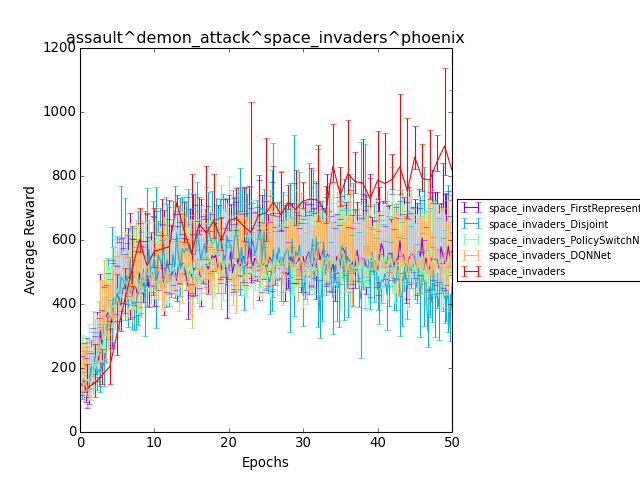 assault^demon_attack^space_invaders^phoenix
1200
1000
800
600
400
200
0
Average Reward
0 10 20 30 40 50
Epochs
space_invaders_FirstRepresent
space_invaders_Disjoint
space_invaders_PolicySwitchN
space_invaders_DQNNet
space_invaders